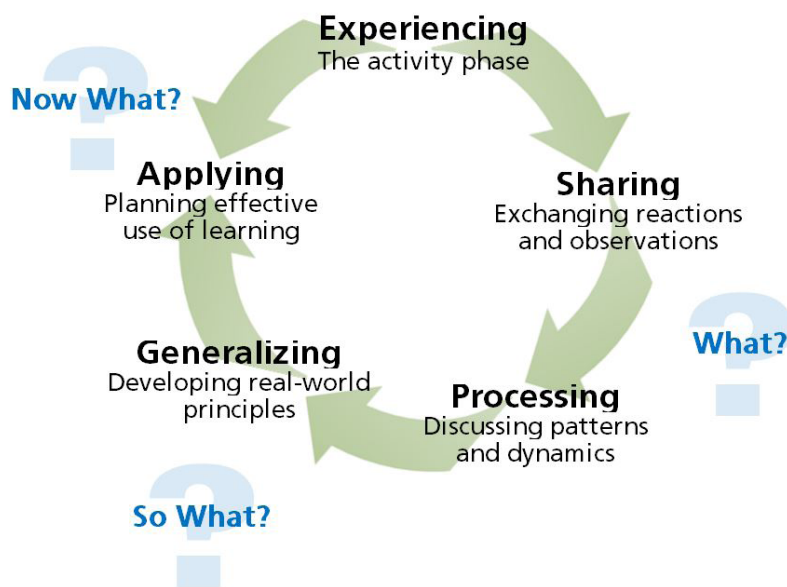 Experiencing
The activity phase
Now What?
Applying
Planning effective
use of learning
Sharing
Exchanging reactions
and observations
What?
Generalizing
Developing real-world
principles
Processing
Discussing patterns
and dynamics
So What?
?
?
?